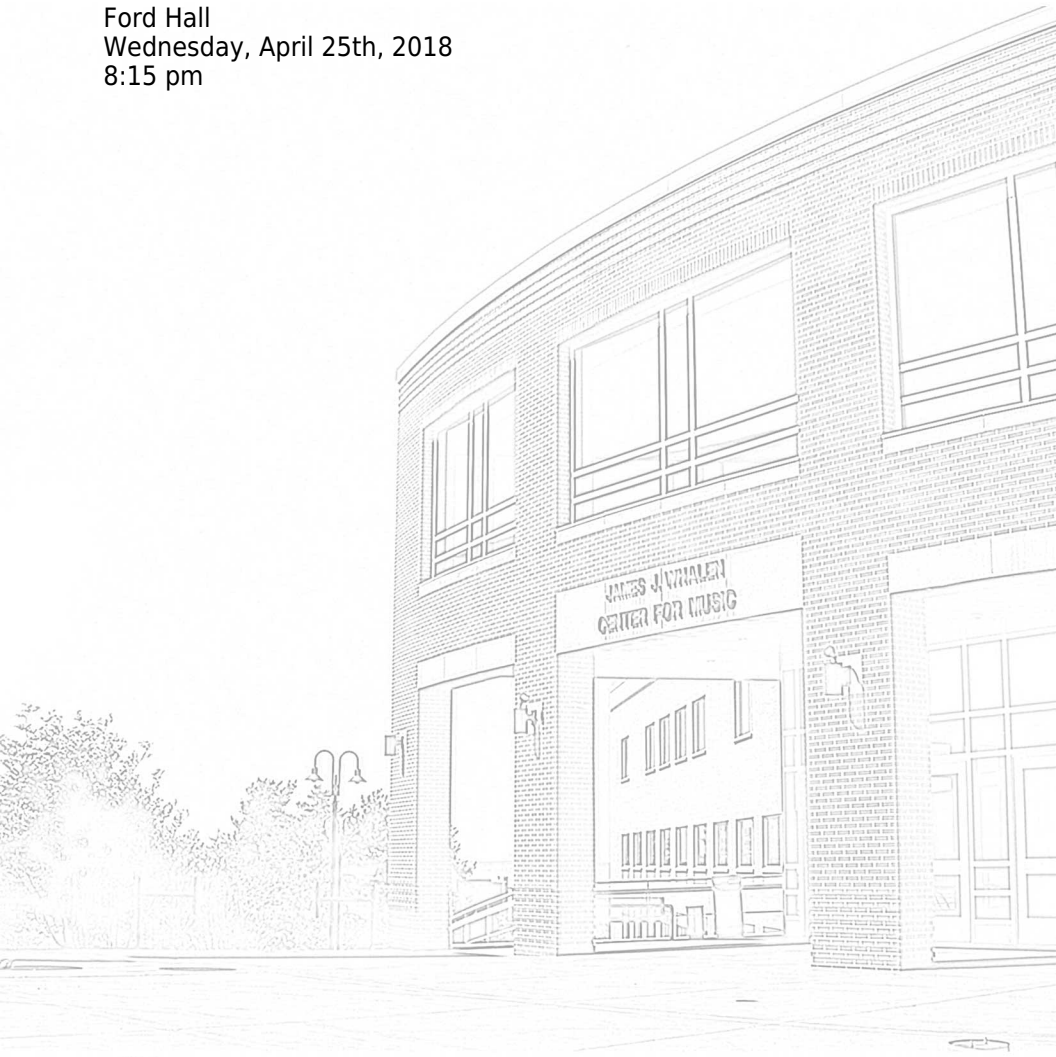 Ford Hall
Wednesday, April 25th, 2018
8:15 pm
JAMES J. WHALEN
CENTER FOR MUSIC